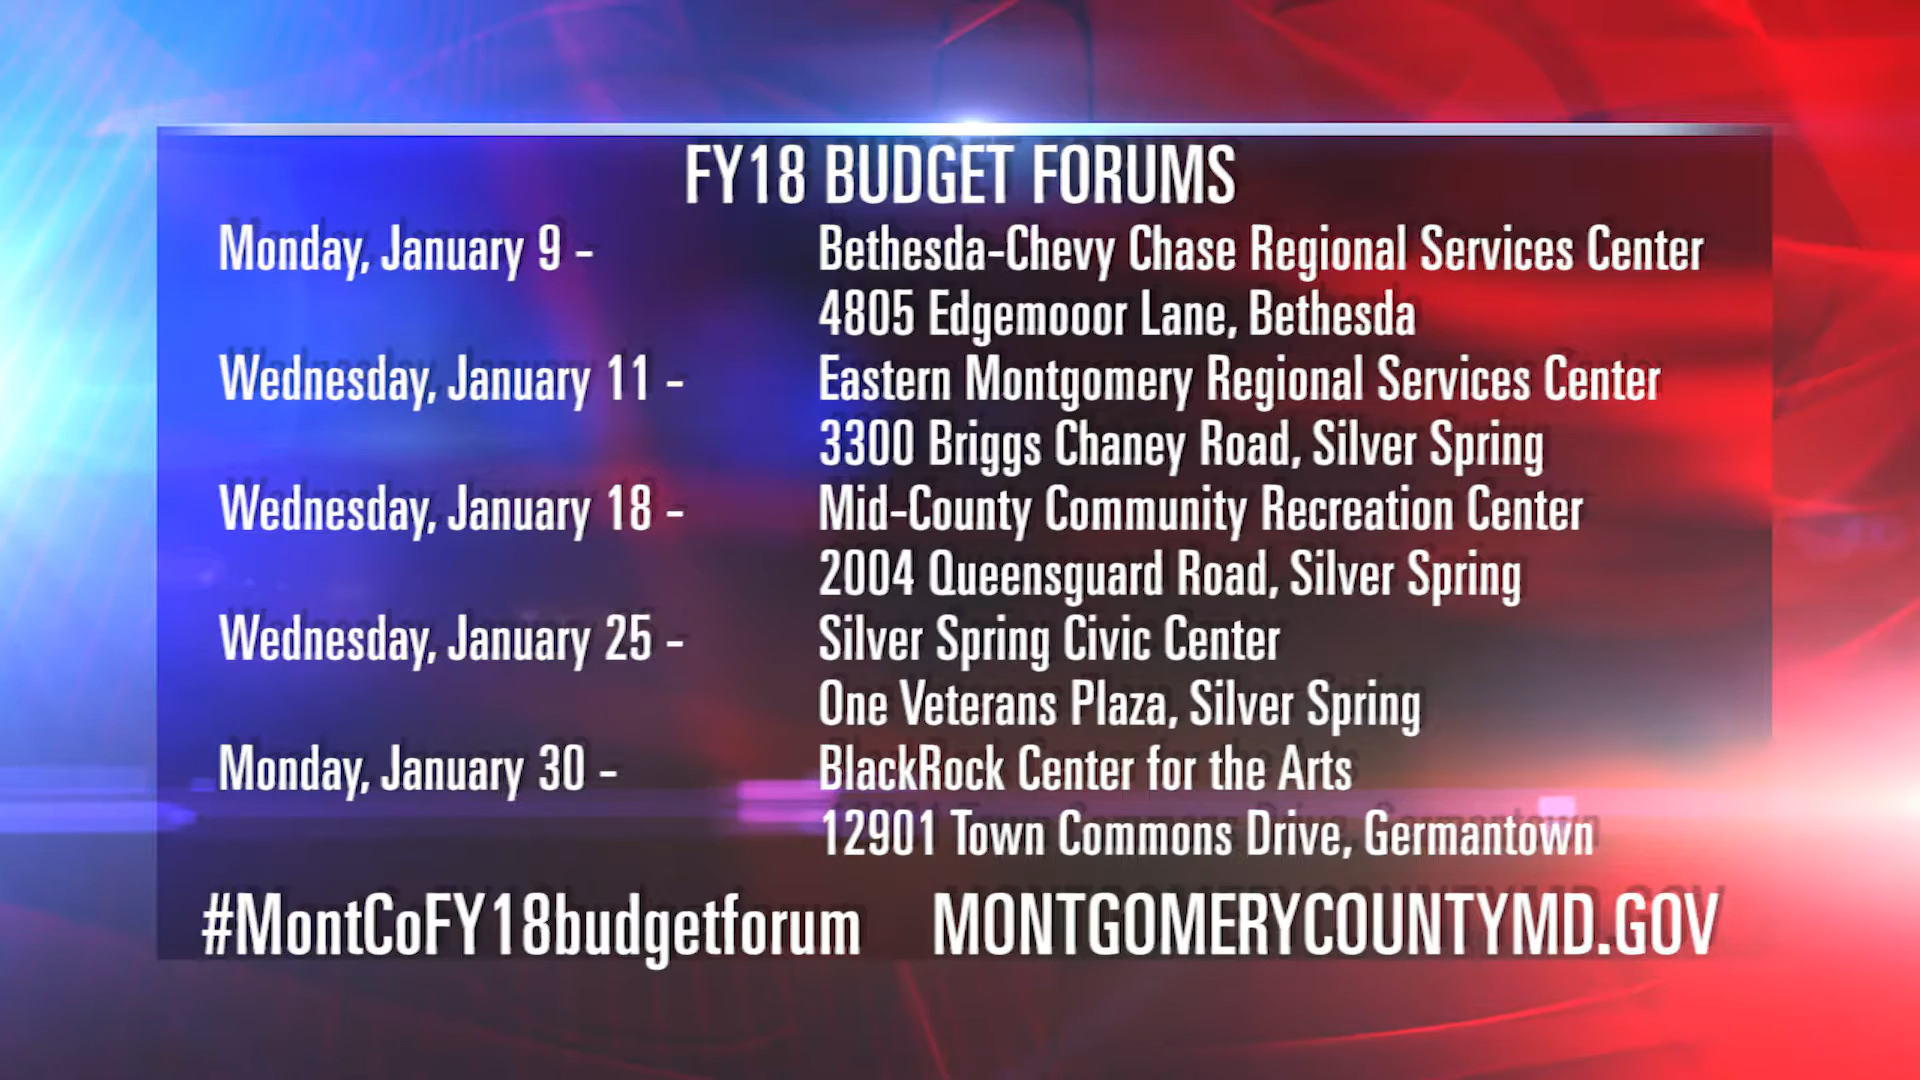 FY18 BUDGET FORUMS
Monday, January 9 - Bethesda-Chevy Chase Regional Services Center
4805 Edgemooor Lane, Bethesda
Wednesday, January 11 - Eastern Montgomery Regional Services Center
3300 Briggs Chaney Road, Silver Spring
Wednesday, January 18 - Mid-County Community Recreation Center
2004 Queensguard Road, Silver Spring
Wednesday, January 25 - Silver Spring Civic Center
One Veterans Plaza, Silver Spring
Monday, January 30 - BlackRock Center for the Arts
12901 Town Commons Drive, Germantown
#MontCoFY18budgetforum MONTGOMERYCOUNTYMD.GOV